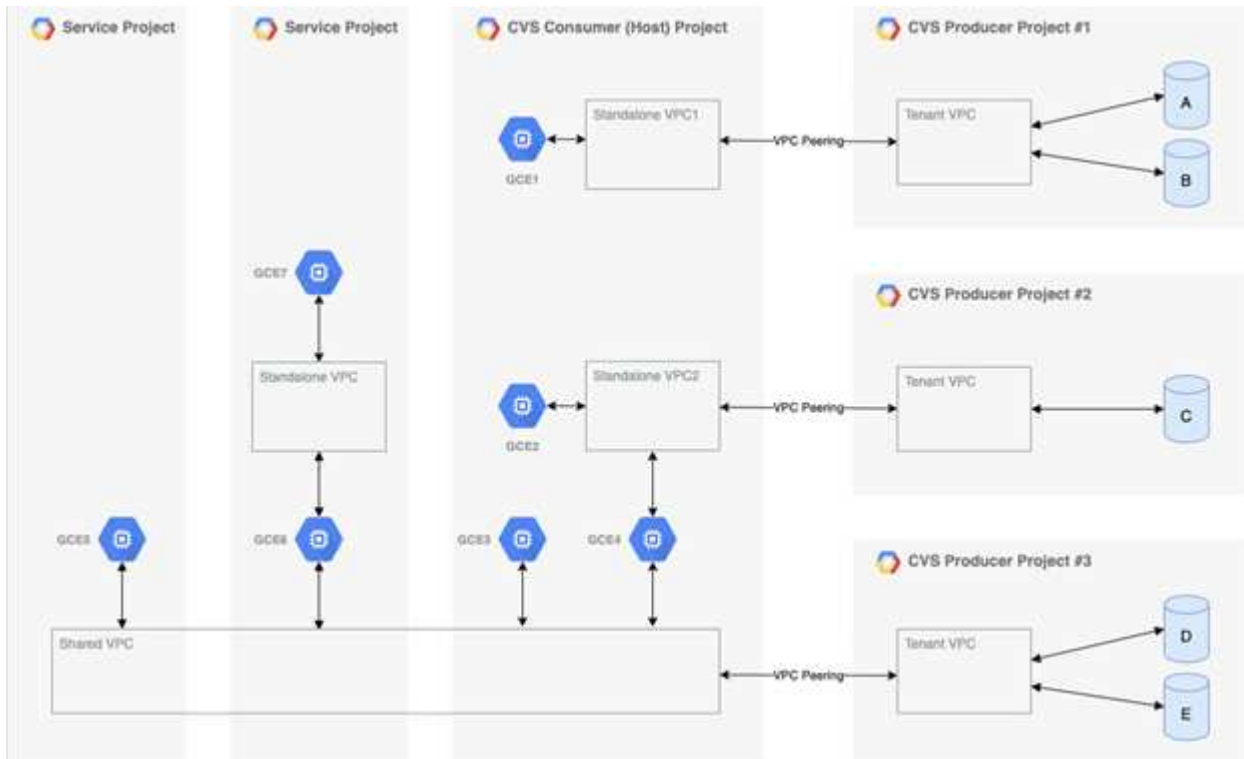 Service Project
Service Project
CVS Consumer (Host) Project
CVS Producer Project #1
Standalone VPC1
GCE1
VPC Peering
Tenant VPC
A
B
GCE7
CVS Producer Project #2
Standalone VPC
Standalone VPC2
GCE2
VPC Peering
Tenant VPC
C
GCE5
GCE6
GCE3
GCE4
CVS Producer Project #3
Shared VPC
VPC Peering
Tenant VPC
D
E